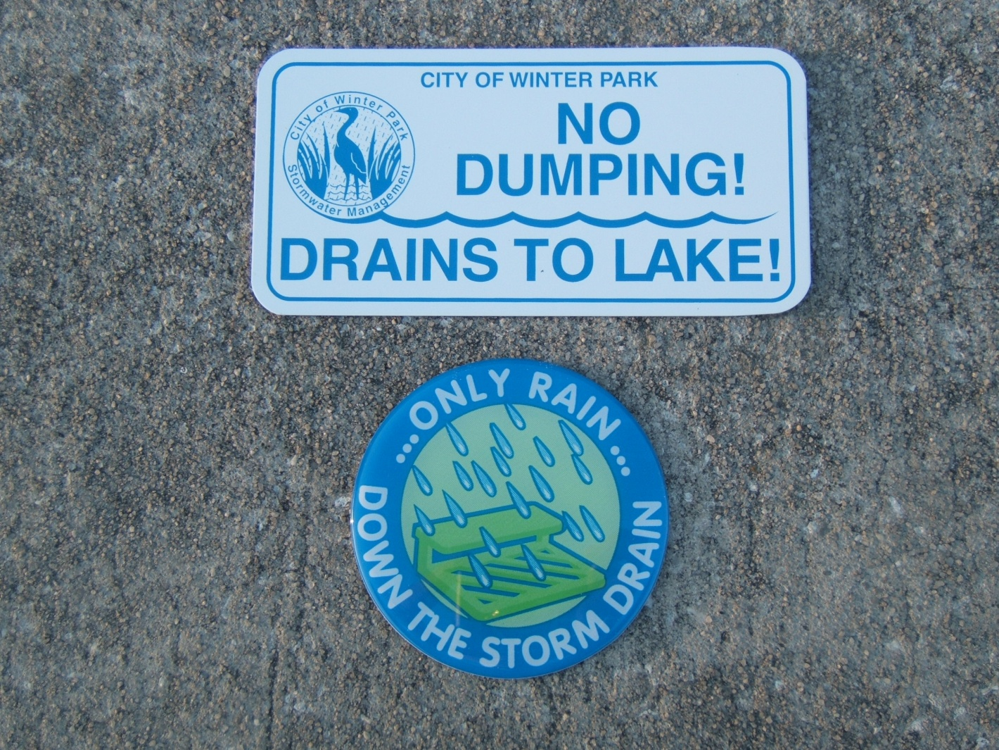 CITY OF WINTER PARK
City of Winter Park
Stormwater Management
NO
DUMPING!
DRAINS TO LAKE!
...ONLY RAIN...
DOWN THE STORM DRAIN